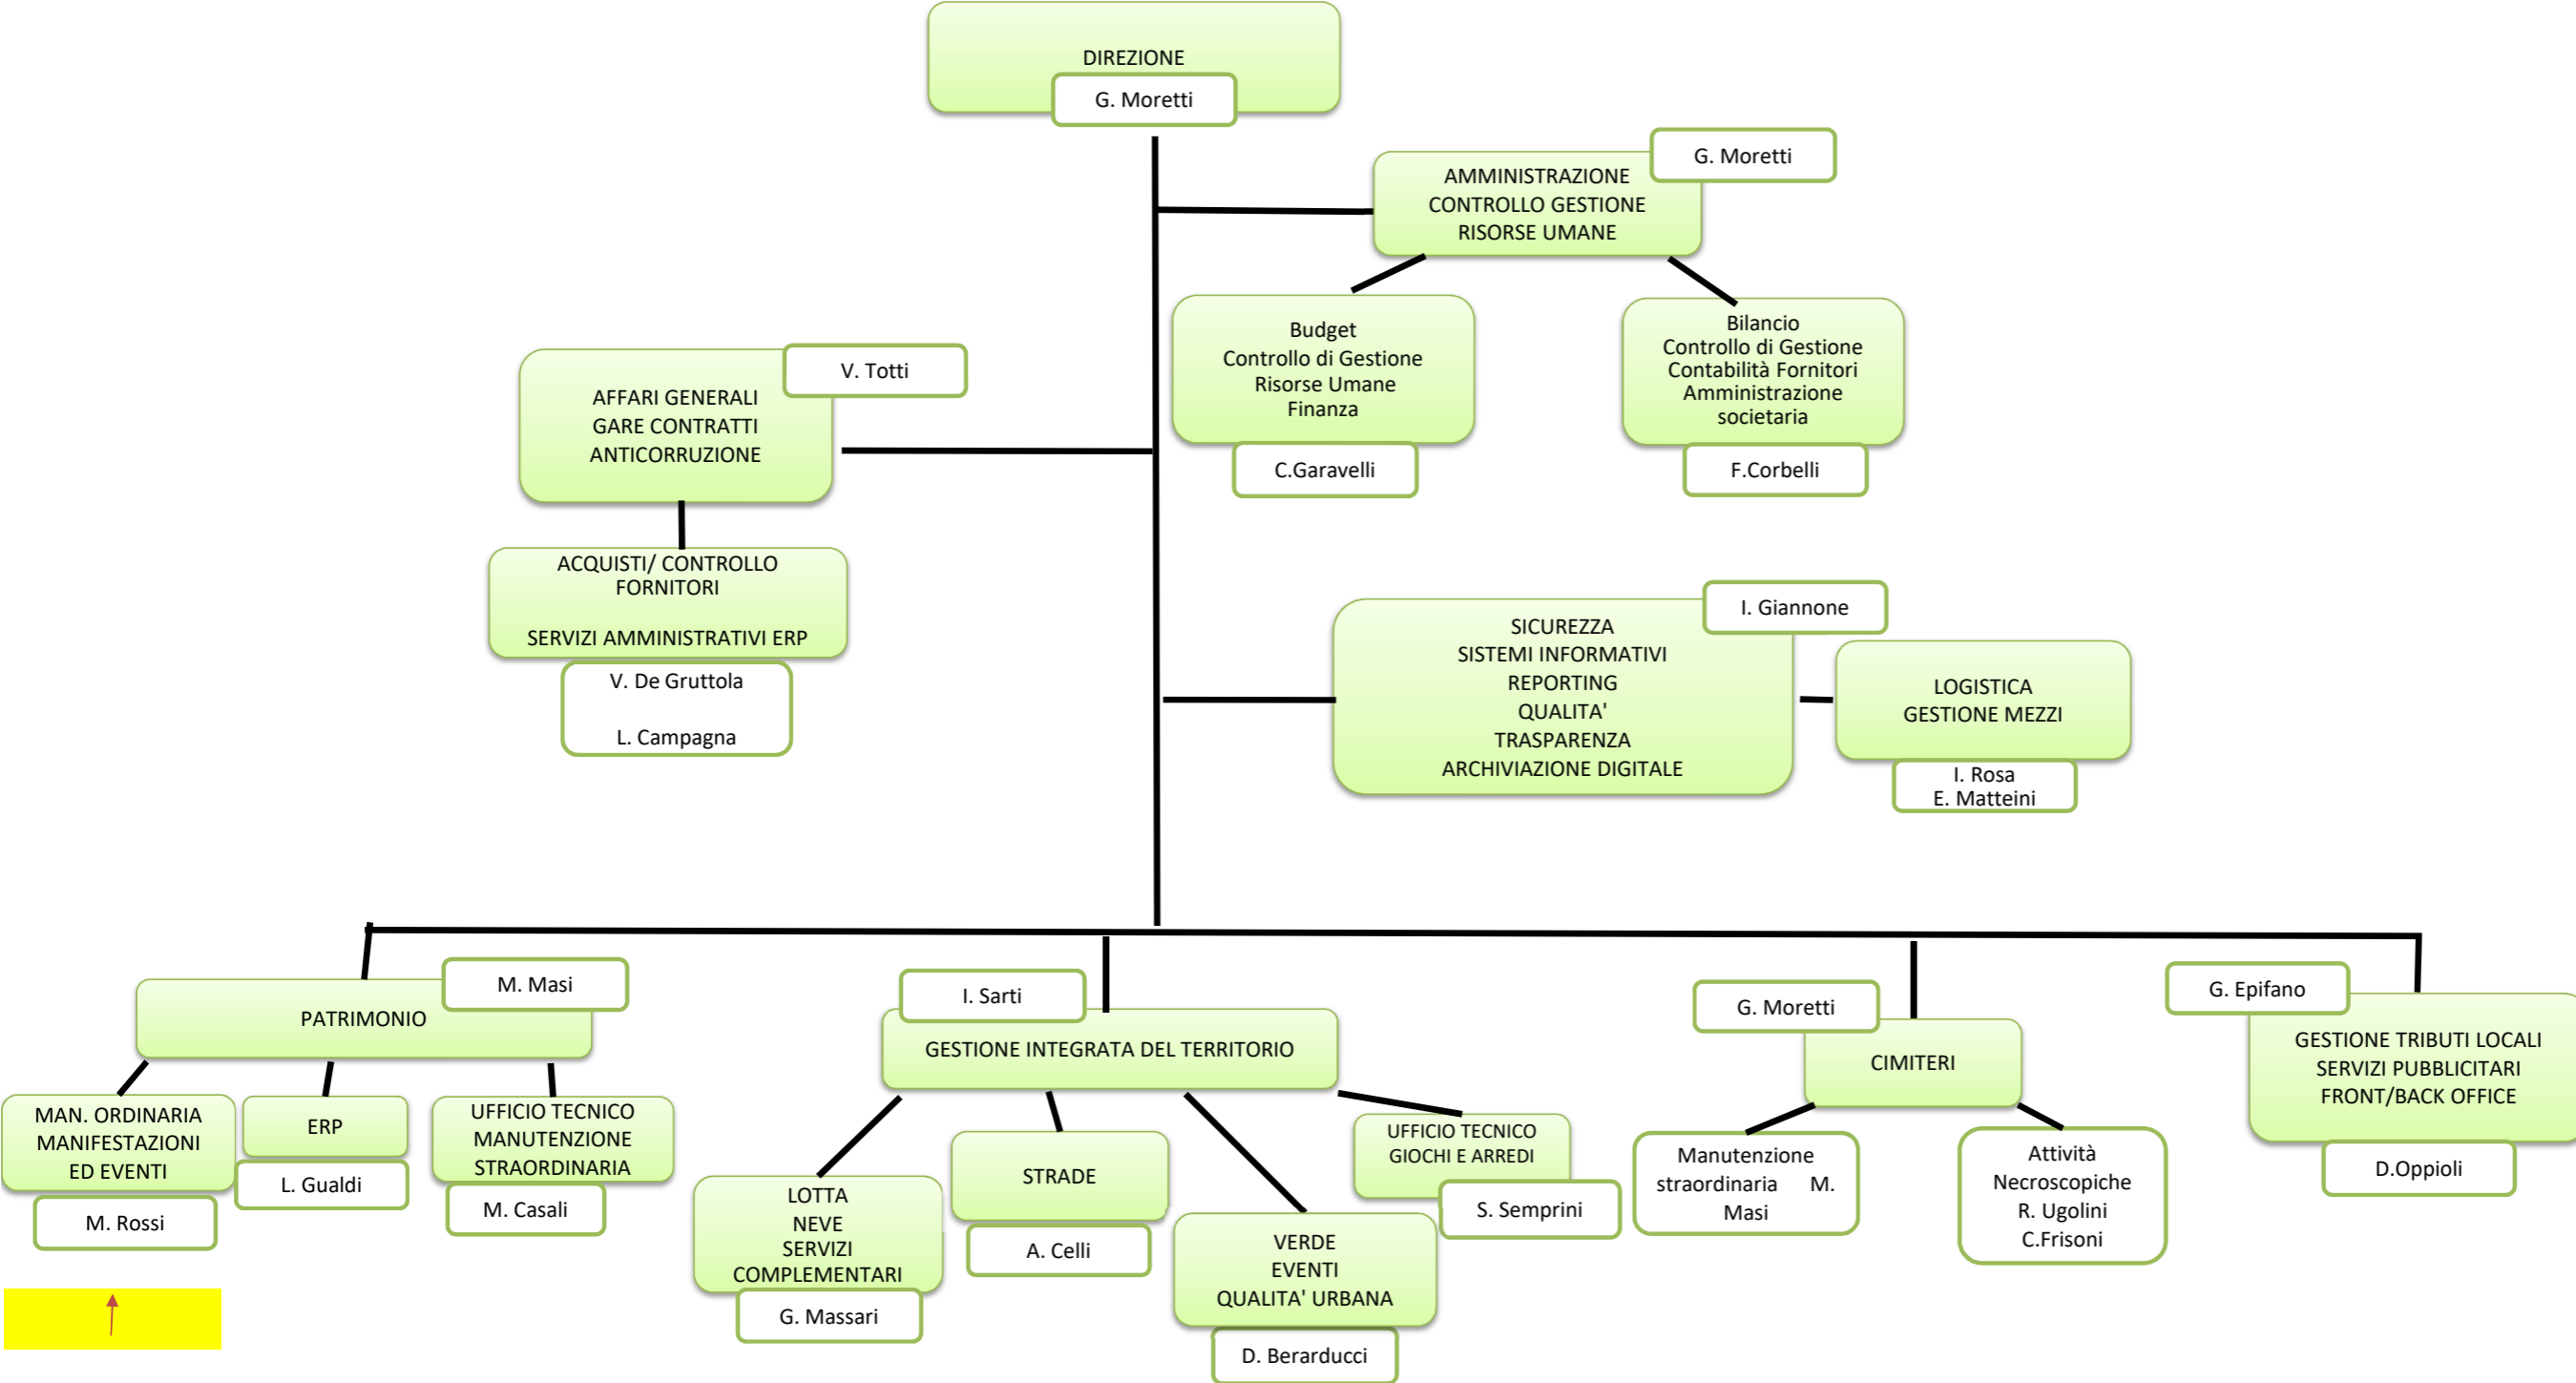 DIREZIONE
G. Moretti
G. Moretti
AMMINISTRAZIONE
CONTROLLO GESTIONE
RISORSE UMANE
Budget
Controllo di Gestione
Risorse Umane
Finanza
C.Garavelli
Bilancio
Controllo di Gestione
Contabilità Fornitori
Amministrazione
societaria
F.Corbelli
V. Totti
AFFARI GENERALI
GARE CONTRATTI
ANTICORRUZIONE
ACQUISTI/ CONTROLLO
FORNITORI
SERVIZI AMMINISTRATIVI ERP
V. De Gruttola
L. Campagna
I. Giannone
SICUREZZA
SISTEMI INFORMATIVI
REPORTING
QUALITA'
TRASPARENZA
ARCHIVIAZIONE DIGITALE
LOGISTICA
GESTIONE MEZZI
I. Rosa
E. Matteini
M. Masi
PATRIMONIO
MAN. ORDINARIA
MANIFESTAZIONI
ED EVENTI
M. Rossi
ERP
L. Gualdi
UFFICIO TECNICO
MANUTENZIONE
STRAORDINARIA
M. Casali
I. Sarti
GESTIONE INTEGRATA DEL TERRITORIO
LOTTA
NEVE
SERVIZI
COMPLEMENTARI
G. Massari
STRADE
A. Celli
VERDE
EVENTI
QUALITA' URBANA
D. Berarducci
UFFICIO TECNICO
GIOCHI E ARREDI
S. Semprini
G. Moretti
CIMITERI
Manutenzione
straordinaria M.
Masi
Attività
Necroscopiche
R. Ugolini
C.Frisoni
G. Epifano
GESTIONE TRIBUTI LOCALI
SERVIZI PUBBLICITARI
FRONT/BACK OFFICE
D.Oppioli